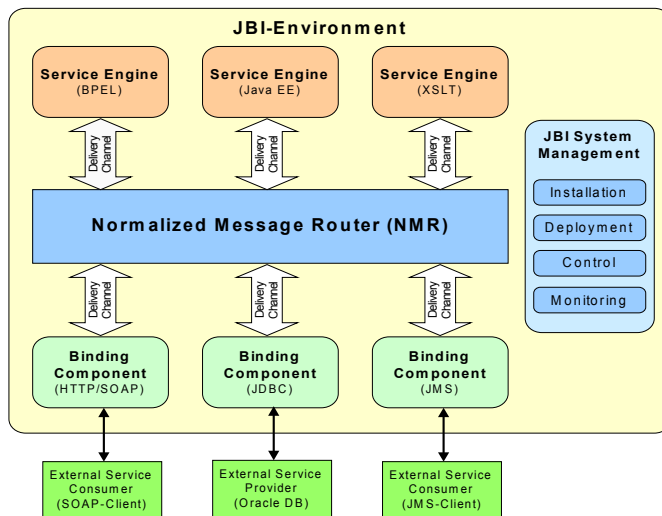 JBI-Environment
Service Engine
(BPEL)
Service Engine
(Java EE)
Service Engine
(XSLT)
Delivery
Channel
Delivery
Channel
Delivery
Channel
JBI System
Management
Installation
Deployment
Control
Monitoring
Normalized Message Router (NMR)
Delivery
Channel
Delivery
Channel
Delivery
Channel
Binding
Component
(HTTP/SOAP)
Binding
Component
(JDBC)
Binding
Component
(JMS)
External Service
Consumer
(SOAP-Client)
External Service
Provider
(Oracle DB)
External Service
Consumer
(JMS-Client)